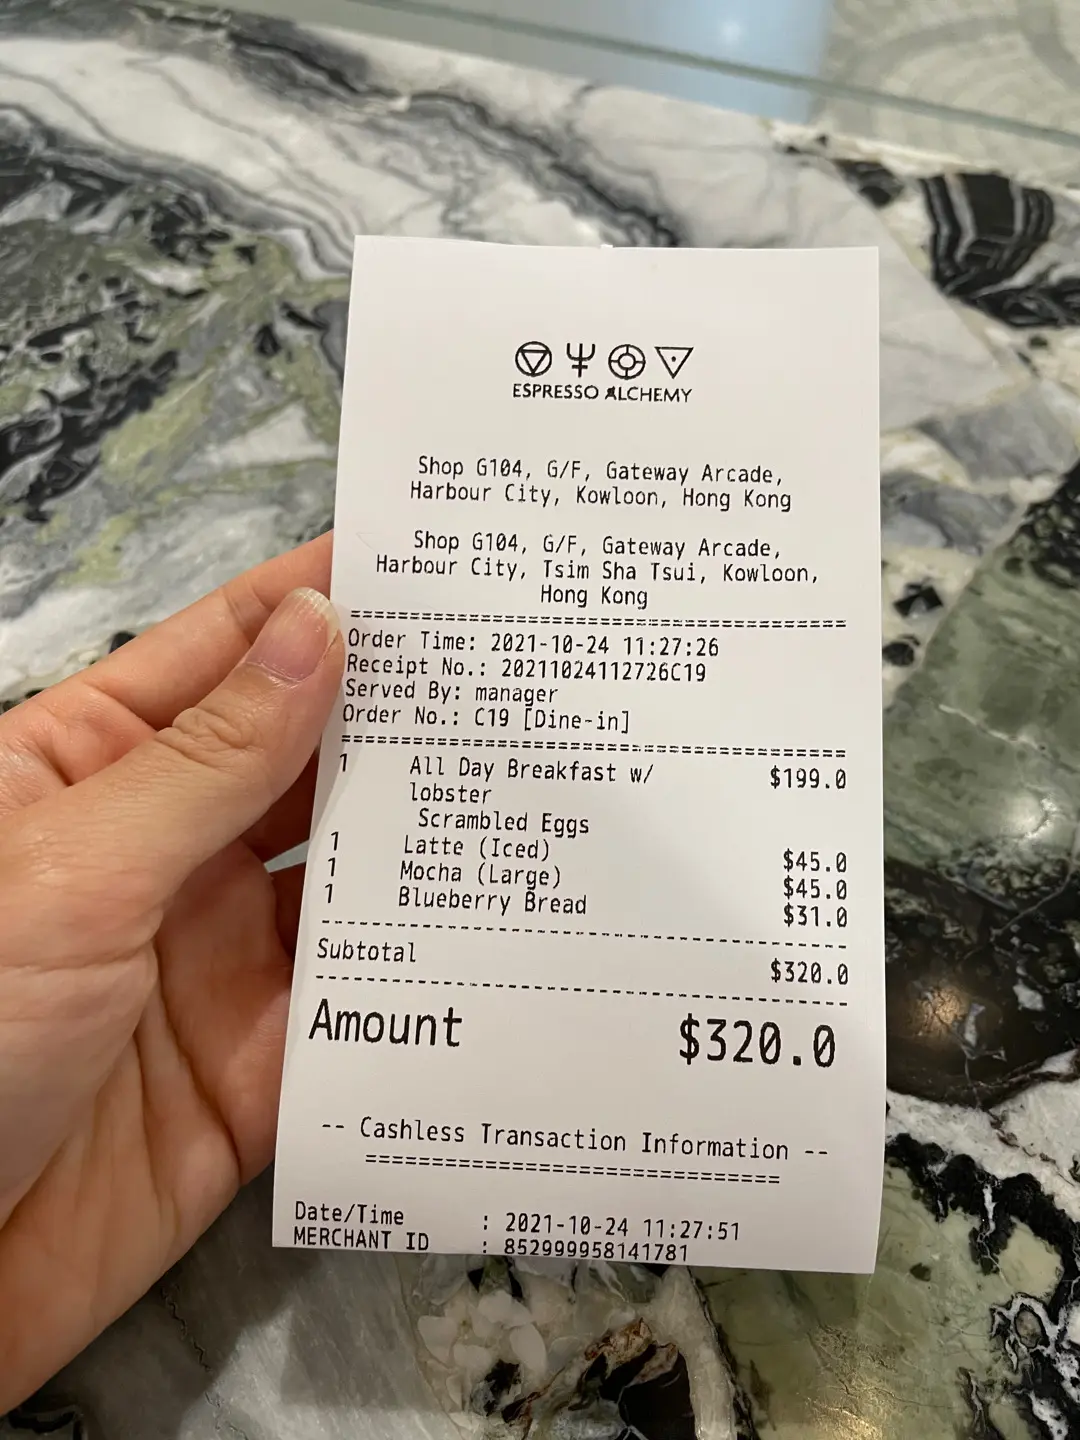 ESPRESSO ALCHEMY
Shop G104, G/F, Gateway Arcade,
Harbour City, Kowloon, Hong Kong
Shop G104, G/F, Gateway Arcade,
Harbour City, Tsim Sha Tsui, Kowloon,
Hong Kong
==========================================
Order Time: 2021-10-24 11:27:26
Receipt No.: 20211024112726C19
Served By: manager
Order No.: C19 [Dine-in]
==========================================
1 All Day Breakfast w/ $199.0
lobster
Scrambled Eggs
1 Latte (Iced) $45.0
1 Mocha (Large) $45.0
1 Blueberry Bread $31.0
------------------------------------------
Subtotal $320.0
------------------------------------------
Amount $320.0
-- Cashless Transaction Information --
==============================
Date/Time : 2021-10-24 11:27:51
MERCHANT ID : 852999958141781